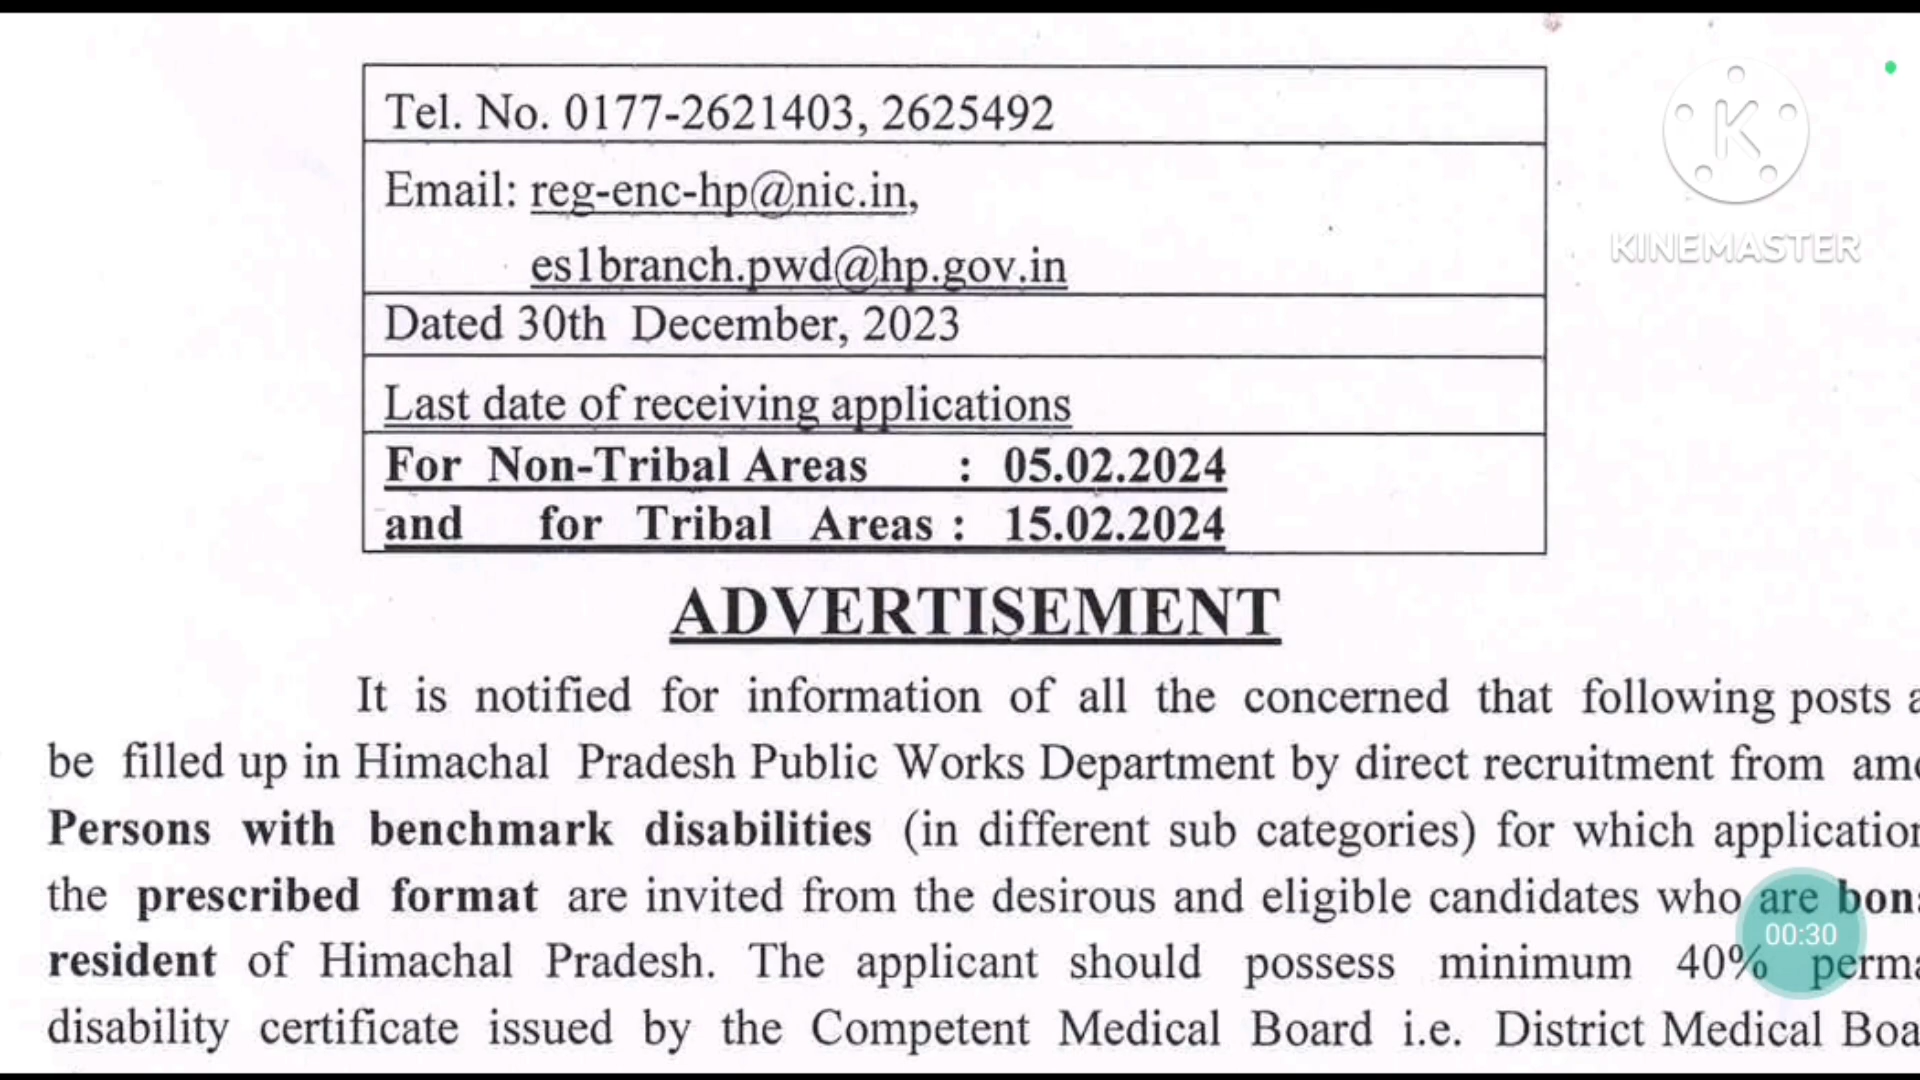 Tel. No. 0177-2621403, 2625492
Email: reg-enc-hp@nic.in,
es1branch.pwd@hp.gov.in
Dated 30th December, 2023
Last date of receiving applications
For Non-Tribal Areas : 05.02.2024
and for Tribal Areas : 15.02.2024
KINEMASTER
ADVERTISEMENT
It is notified for information of all the concerned that following posts
be filled up in Himachal Pradesh Public Works Department by direct recruitment from
Persons with benchmark disabilities (in different sub categories) for which
the prescribed format are invited from the desirous and eligible candidates who are
00:30
resident of Himachal Pradesh. The applicant should possess minimum 40%
disability certificate issued by the Competent Medical Board i.e. District Medical